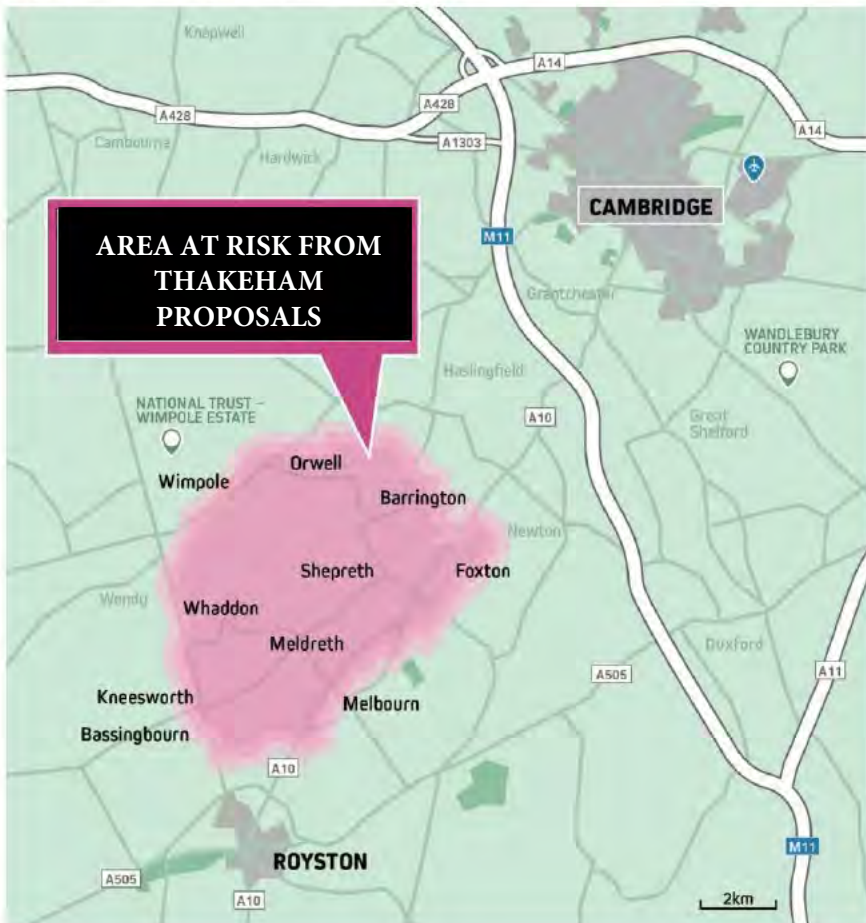 Knapwell
A14
A428
A428
A14
Cambourne
Hardwick
A1303
CAMBRIDGE
AREA AT RISK FROM
THAKEHAM
PROPOSALS
M11
Grantchester
WANDLEBURY
COUNTRY PARK
Haslingfield
NATIONAL TRUST –
WIMPOLE ESTATE
A10
Great
Shelford
Orwell
Wimpole
Barrington
Newton
Shepreth
Foxton
Wendy
Whaddon
Meldreth
Duxford
A505
A11
Kneesworth
Melbourn
Bassingbourn
A10
M11
ROYSTON
A505
A10
2km